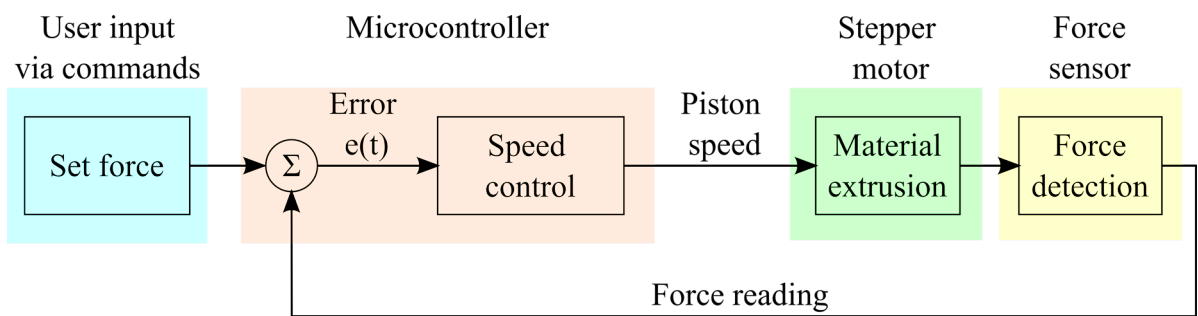 User input
via commands
Microcontroller
Stepper
motor
Force
sensor
Set force
Σ
Error
e(t)
Speed
control
Piston
speed
Material
extrusion
Force
detection
Force reading